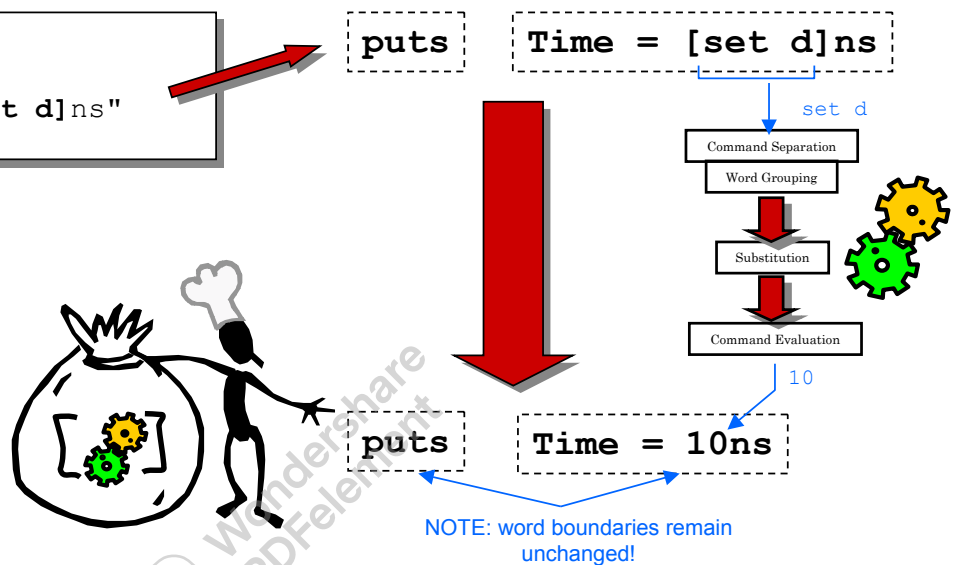 puts Time = [set d]ns
t d]ns"
set d
Command Separation
Word Grouping
Substitution
Command Evaluation
10
puts Time = 10ns
NOTE: word boundaries remain
unchanged!
Wondershare
PDFelement